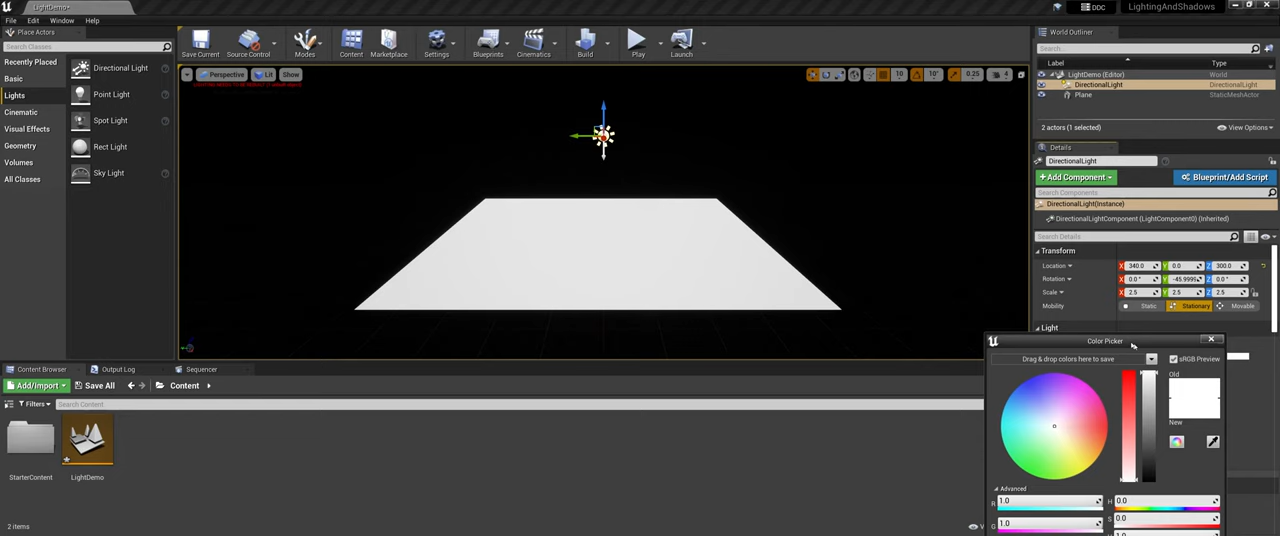 LightDemo*
DDC
LightingAndShadows
File Edit Window Help
Place Actors
Search Classes
Recently Placed
Basic
Lights
Cinematic
Visual Effects
Geometry
Volumes
All Classes
Directional Light
Point Light
Spot Light
Rect Light
Sky Light
Save Current
Source Control
Modes
Content
Marketplace
Settings
Blueprints
Cinematics
Build
Play
Launch
Perspective
Lit
Show
10
10°
0.25
4
World Outliner
Search...
Label
Type
LightDemo (Editor)
World
DirectionalLight
DirectionalLight
Plane
StaticMeshActor
2 actors (1 selected)
View Options
Details
DirectionalLight
+Add Component
Blueprint/Add Script
Search Components
DirectionalLight(Instance)
DirectionalLightComponent (LightComponent0) (Inherited)
Search Details
Transform
Location X 340.0 Y 0.0 Z 300.0
Rotation X 0.0 ° Y -45.9999 Z 0.0 °
Scale X 2.5 Y 2.5 Z 2.5
Mobility Static Stationary Movable
Light
Color Picker
Drag & drop colors here to save
sRGB Preview
Old
New
Advanced
R 1.0
H 0.0
G 1.0
S 0.0
Content Browser
Output Log
Sequencer
Add/Import
Save All
Content
Filters
Search Content
StarterContent
LightDemo
2 items